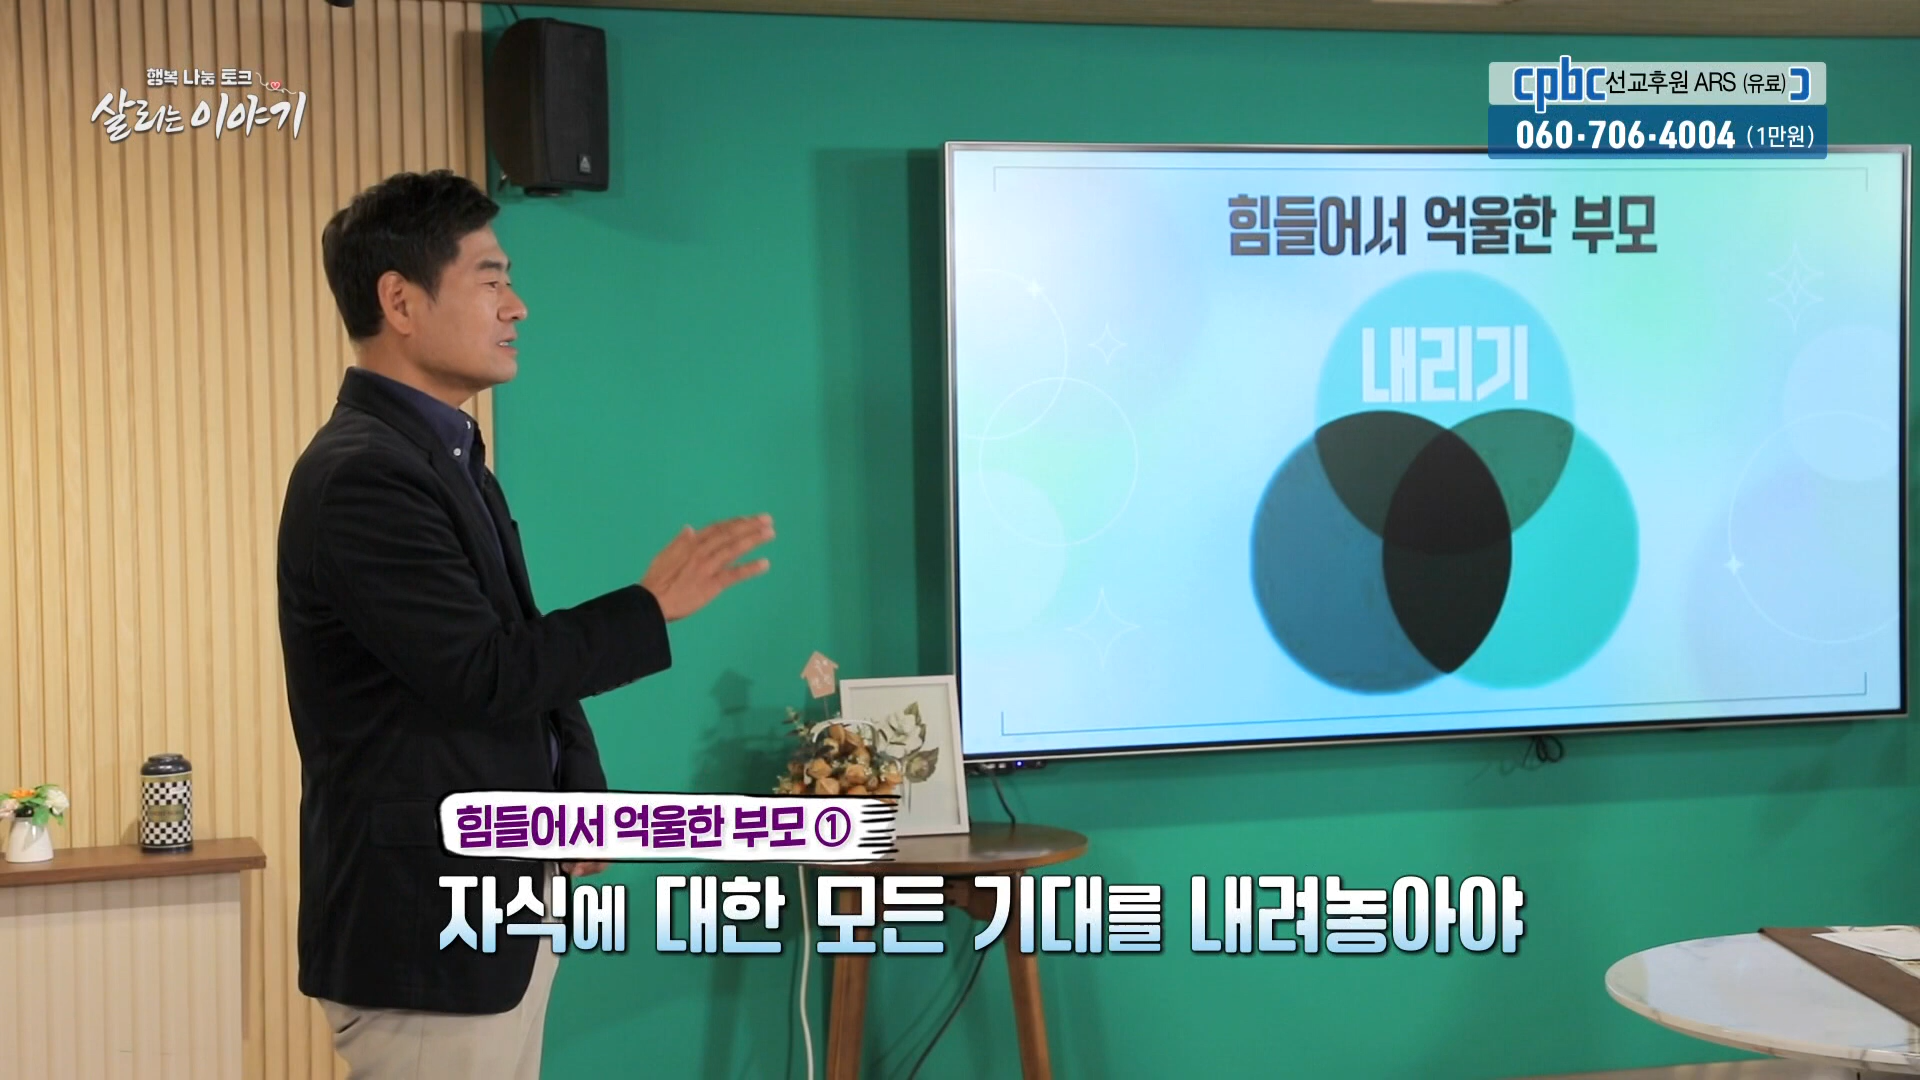 행복 나눔 토크
살리는 이야기
cpbc 선교후원 ARS (유료)
060·706·4004 (1만원)
힘들어서 억울한 부모
내리기
힘들어서 억울한 부모 ①
자식에 대한 모든 기대를 내려놓아야